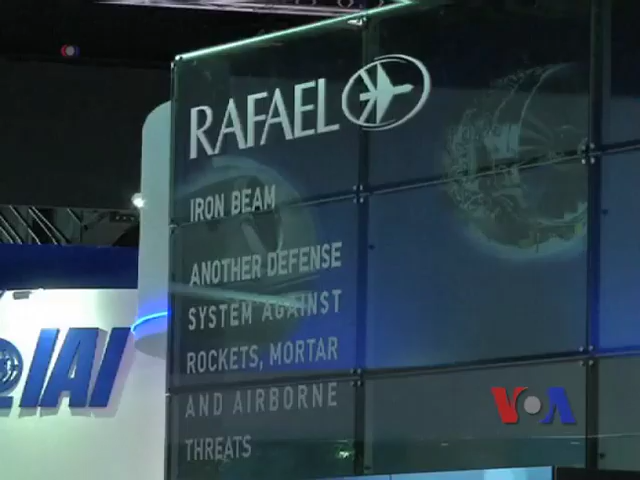 RAFAEL
IRON BEAM
ANOTHER DEFENSE
SYSTEM AGAINST
ROCKETS, MORTAR
AND AIRBORNE
THREATS
IAI
VOA